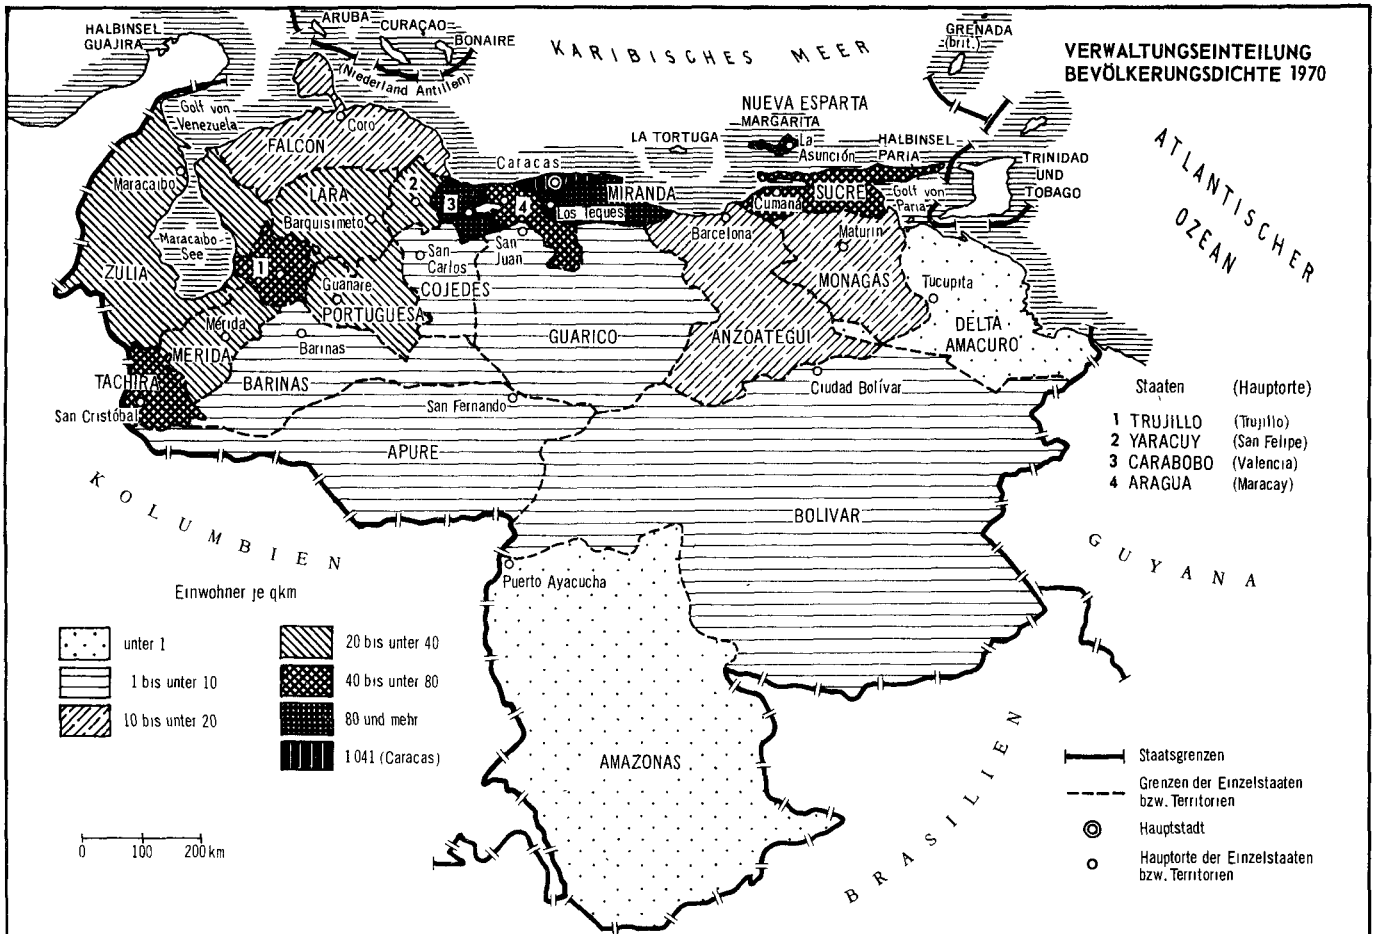 VERWALTUNGSEINTEILUNG
BEVÖLKERUNGSDICHTE 1970
HALBINSEL
GUAJIRA
ARUBA
CURAÇAO
BONAIRE
(Niederland Antillen)
KARIBISCHES MEER
GRENADA
(brit.)
Golf von
Venezuela
Coro
FALCON
NUEVA ESPARTA
MARGARITA
La
Asunción
LA TORTUGA
HALBINSEL
PARIA
TRINIDAD
UND
TOBAGO
ATLANTISCHER
OZEAN
Caracas
Maracaibo
LARA
2
3
4
MIRANDA
Los Teques
Cumaná
SUCRE
Golf von
Paria
Barquisimeto
Maracaibo-
See
San
Juan
Barcelona
Maturin
ZULIA
1
San
Carlos
COJEDES
Guanare
PORTUGUESA
MONAGAS
Tucupita
Mérida
MERIDA
Barinas
GUARICO
ANZOATEGUI
DELTA
AMACURO
TACHIRA
BARINAS
San Cristóbal
San Fernando
Ciudad Bolívar
APURE
BOLIVAR
Staaten (Hauptorte)
1 TRUJILLO (Trujillo)
2 YARACUY (San Felipe)
3 CARABOBO (Valencia)
4 ARAGUA (Maracay)
KOLUMBIEN
GUYANA
Puerto Ayacucha
AMAZONAS
BRASILIEN
Einwohner je qkm
unter 1
1 bis unter 10
10 bis unter 20
20 bis unter 40
40 bis unter 80
80 und mehr
1041 (Caracas)
0 100 200 km
Staatsgrenzen
Grenzen der Einzelstaaten
bzw. Territorien
Hauptstadt
Hauptorte der Einzelstaaten
bzw. Territorien